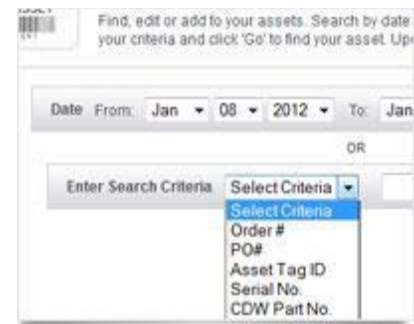 Find, edit or add to your assets. Search by date
your criteria and click 'Go' to find your asset.
Date From: Jan 08 2012 To: Jan
OR
Enter Search Criteria Select Criteria
Select Criteria
Order #
PO#
Asset Tag ID
Serial No.
CDW Part No.